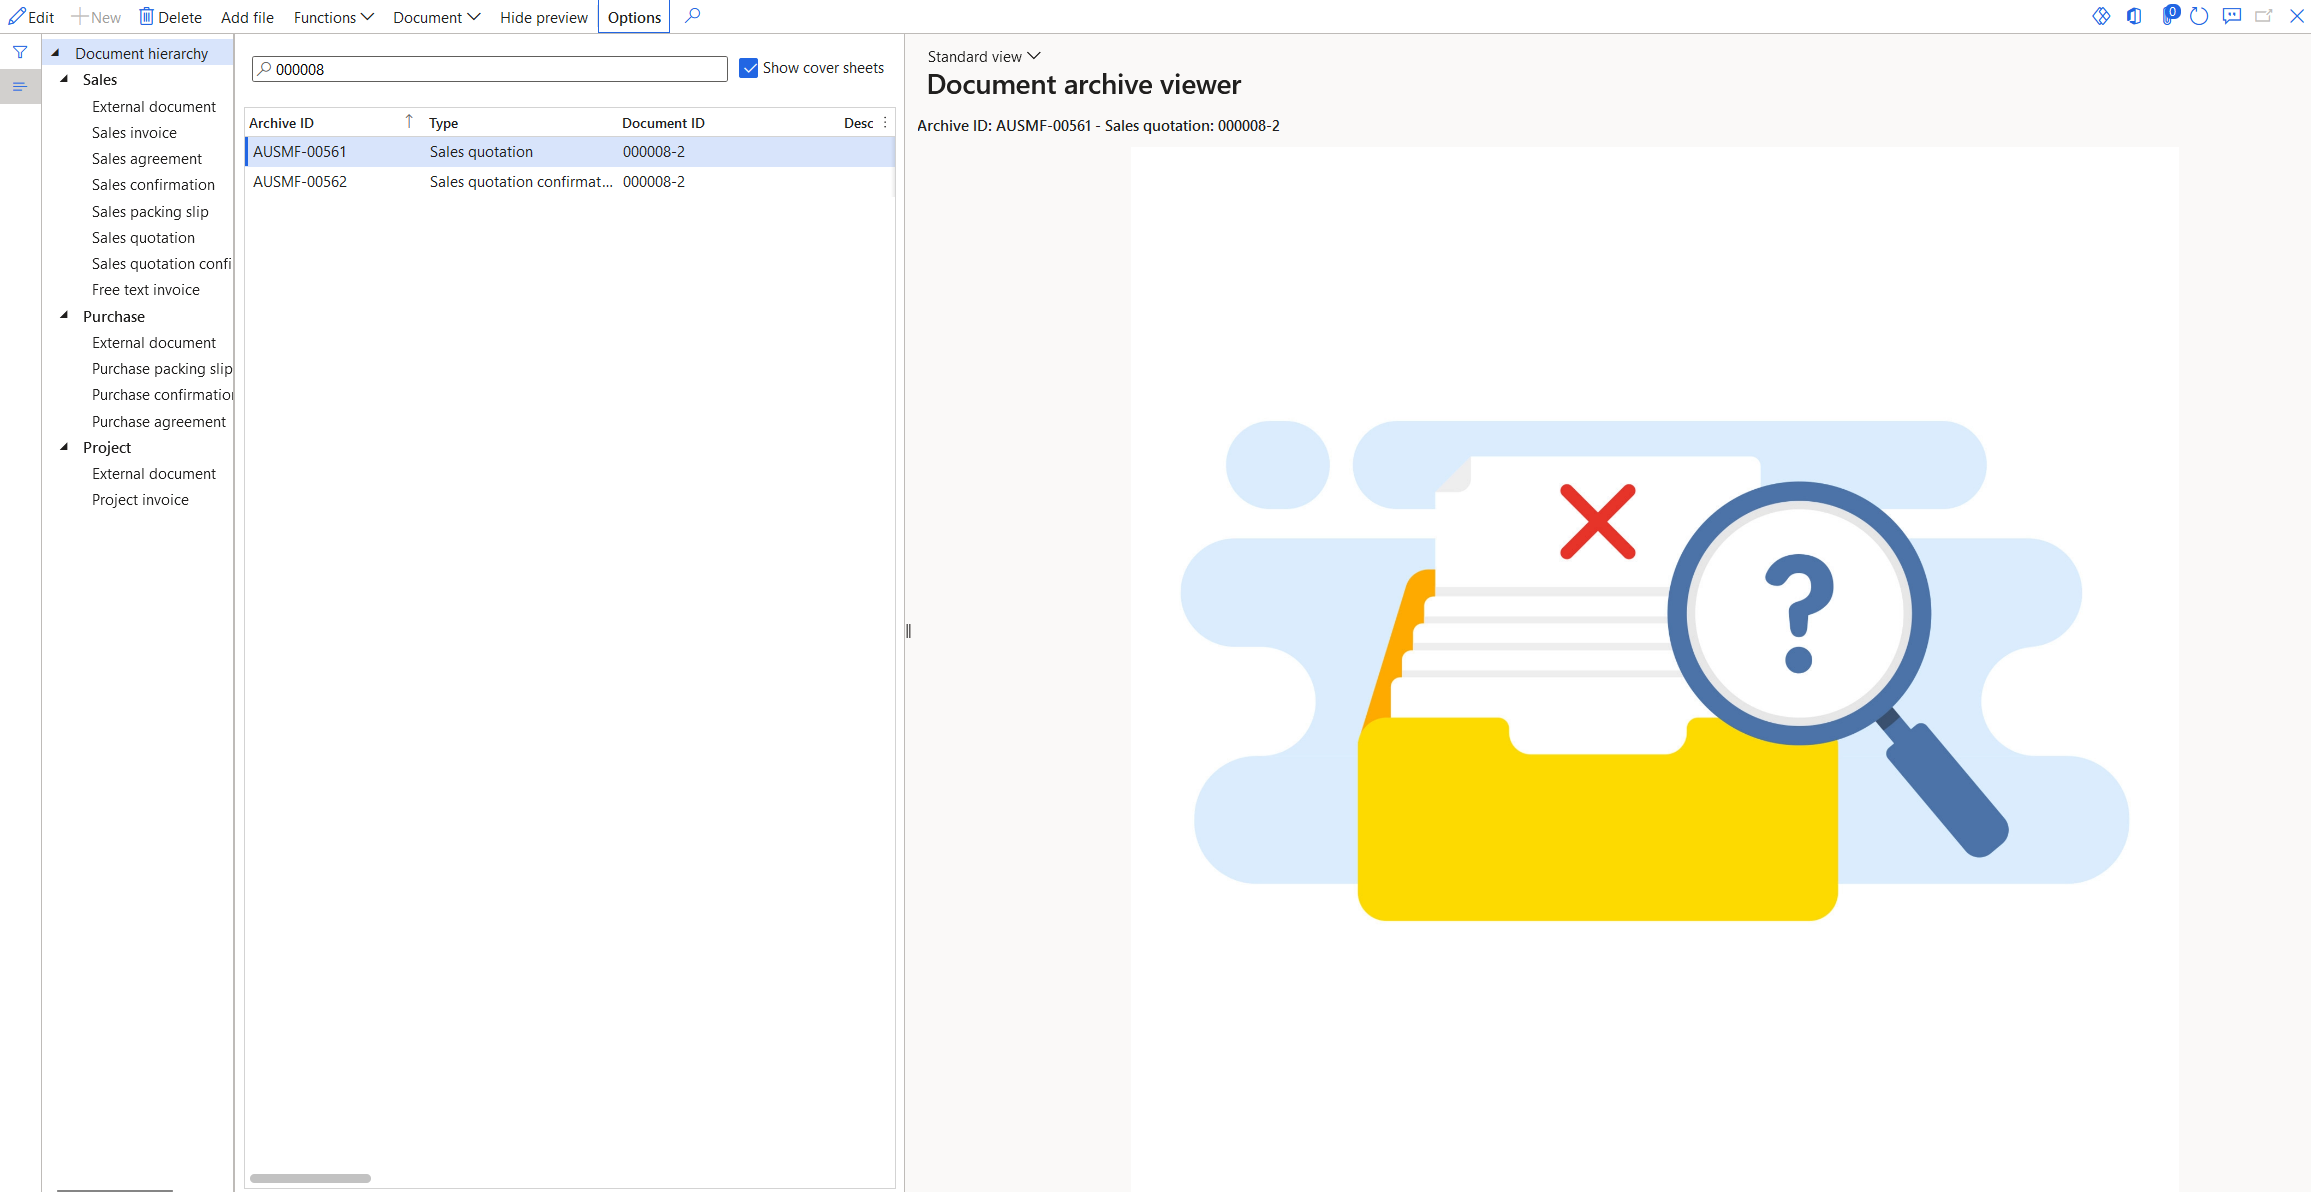 Edit New Delete Add file Functions Document Hide preview Options
0
Document hierarchy
Sales
External document
Sales invoice
Sales agreement
Sales confirmation
Sales packing slip
Sales quotation
Sales quotation confi
Free text invoice
Purchase
External document
Purchase packing slip
Purchase confirmation
Purchase agreement
Project
External document
Project invoice
000008
Show cover sheets
Archive ID Type Document ID Desc
AUSMF-00561 Sales quotation 000008-2
AUSMF-00562 Sales quotation confirmat... 000008-2
Standard view
Document archive viewer
Archive ID: AUSMF-00561 - Sales quotation: 000008-2
?